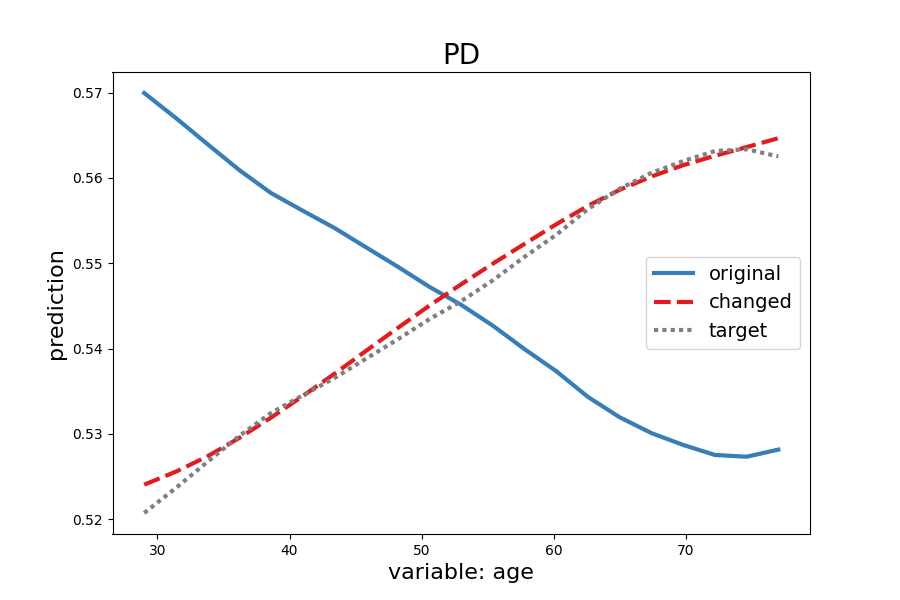 PD
prediction
0.57
0.56
0.55
0.54
0.53
0.52
original
changed
target
30 40 50 60 70
variable: age